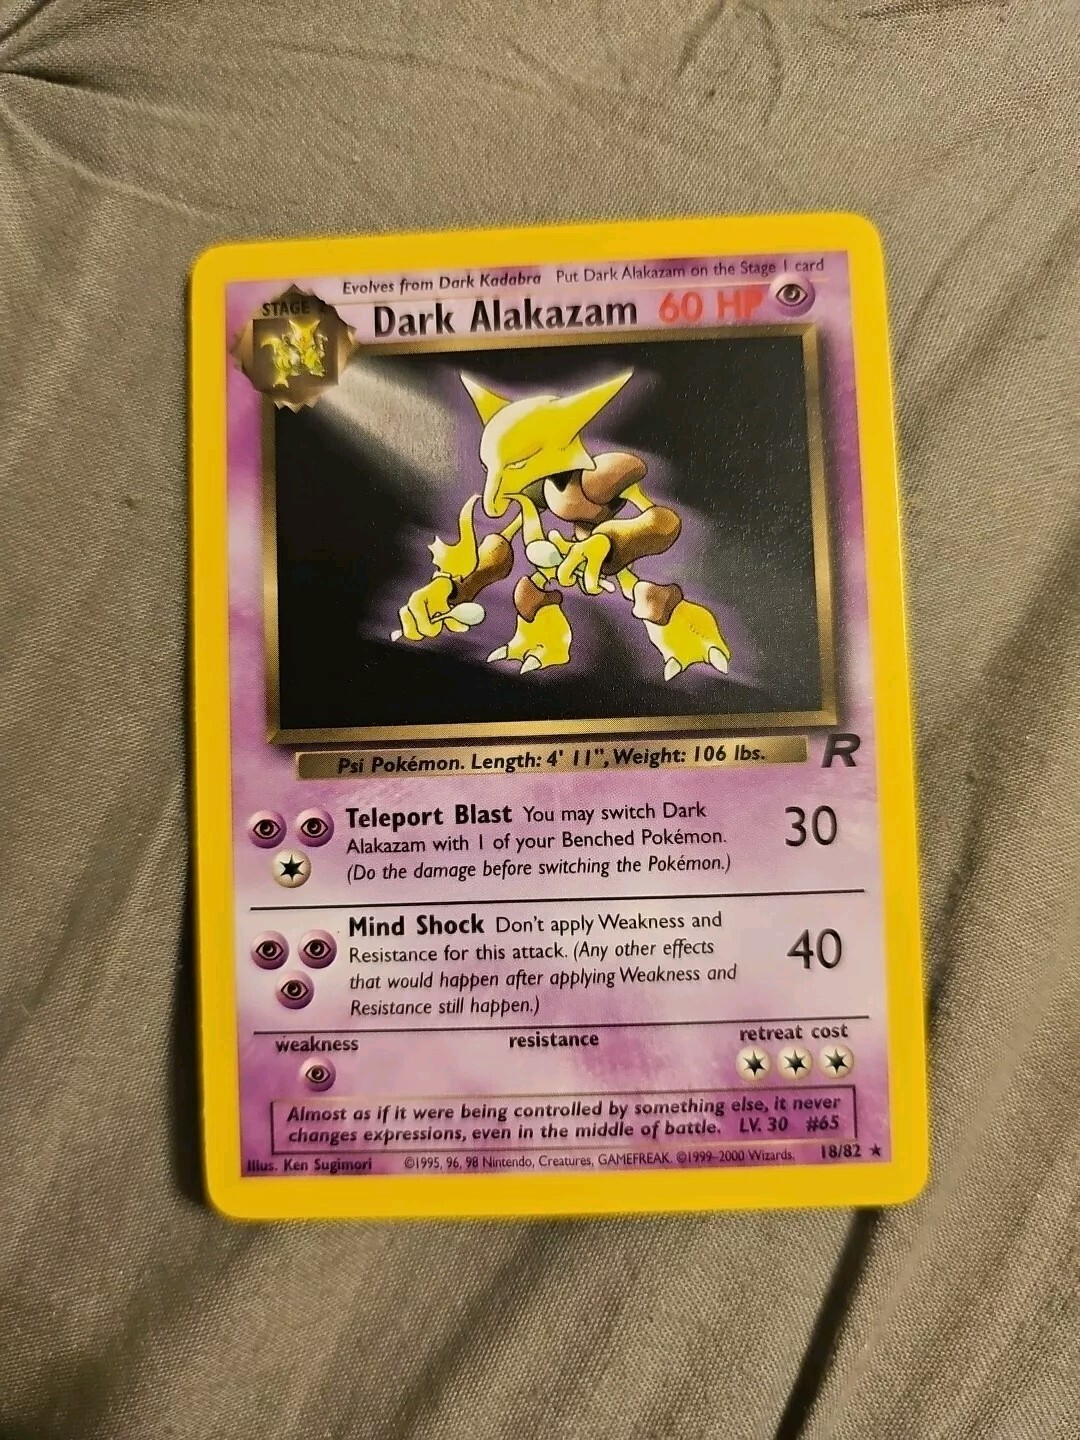 Evolves from Dark Kadabra Put Dark Alakazam on the Stage 1 card
STAGE 2
Dark Alakazam 60 HP
Psi Pokémon. Length: 4' 11", Weight: 106 lbs.
R
Teleport Blast You may switch Dark
Alakazam with 1 of your Benched Pokémon.
(Do the damage before switching the Pokémon.)
30
Mind Shock Don't apply Weakness and
Resistance for this attack. (Any other effects
that would happen after applying Weakness and
Resistance still happen.)
40
weakness resistance retreat cost
Almost as if it were being controlled by something else, it never
changes expressions, even in the middle of battle. LV. 30 #65
Illus. Ken Sugimori ©1995, 96, 98 Nintendo, Creatures, GAMEFREAK. ©1999-2000 Wizards. 18/82 ★